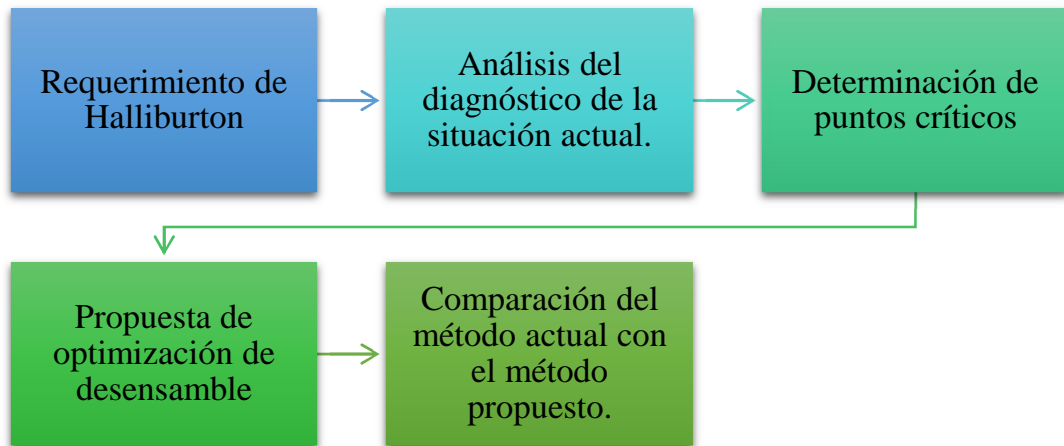 Requerimiento de
Halliburton
Análisis del
diagnóstico de la
situación actual.
Determinación de
puntos críticos
Propuesta de
optimización de
desensamble
Comparación del
método actual con
el método
propuesto.